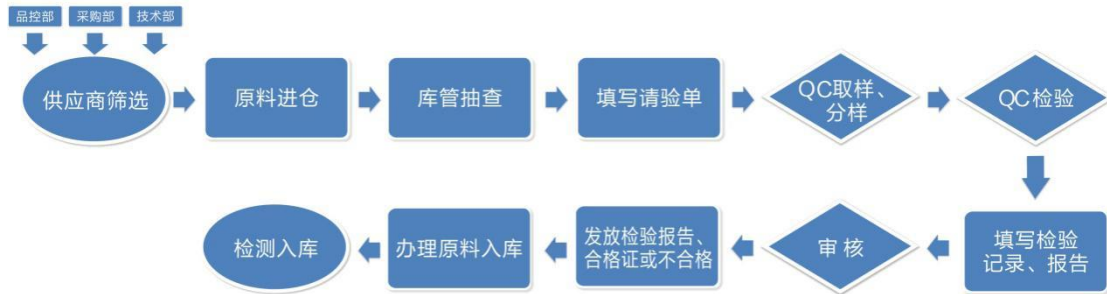 品控部
采购部
技术部
供应商筛选
原料进仓
库管抽查
填写请验单
QC取样、
分样
QC检验
填写检验
记录、报告
审核
发放检验报告、
合格证或不合格
办理原料入库
检测入库